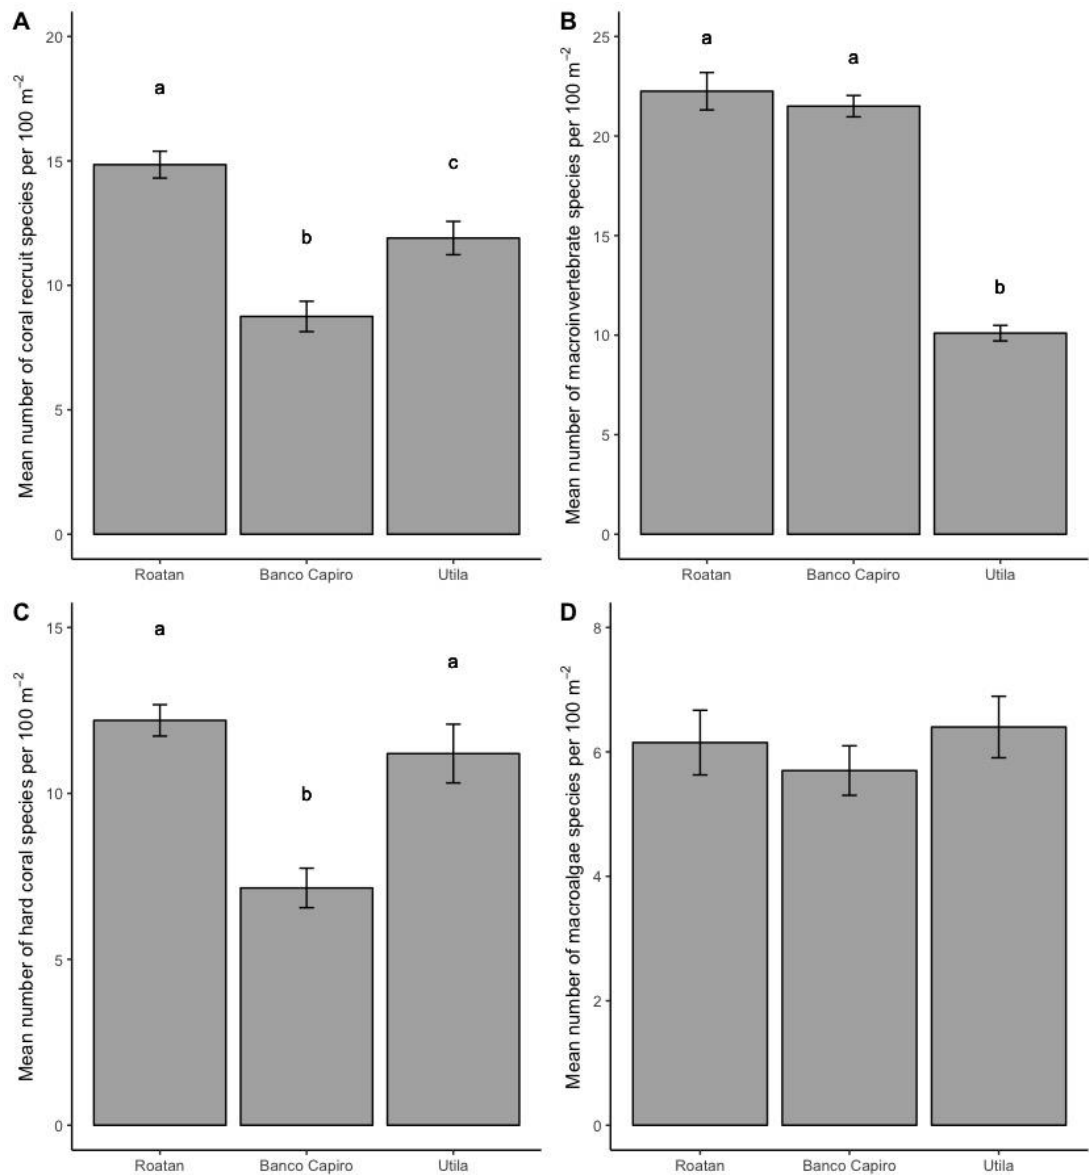 A
Mean number of coral recruit species per 100 m⁻²
20
15
10
5
0
a
b
c
Roatan Banco Capiro Utila
B
Mean number of macroinvertebrate species per 100 m⁻²
25
20
15
10
5
0
a
a
b
Roatan Banco Capiro Utila
C
Mean number of hard coral species per 100 m⁻²
15
10
5
0
a
b
a
Roatan Banco Capiro Utila
D
Mean number of macroalgae species per 100 m⁻²
8
6
4
2
0
Roatan Banco Capiro Utila